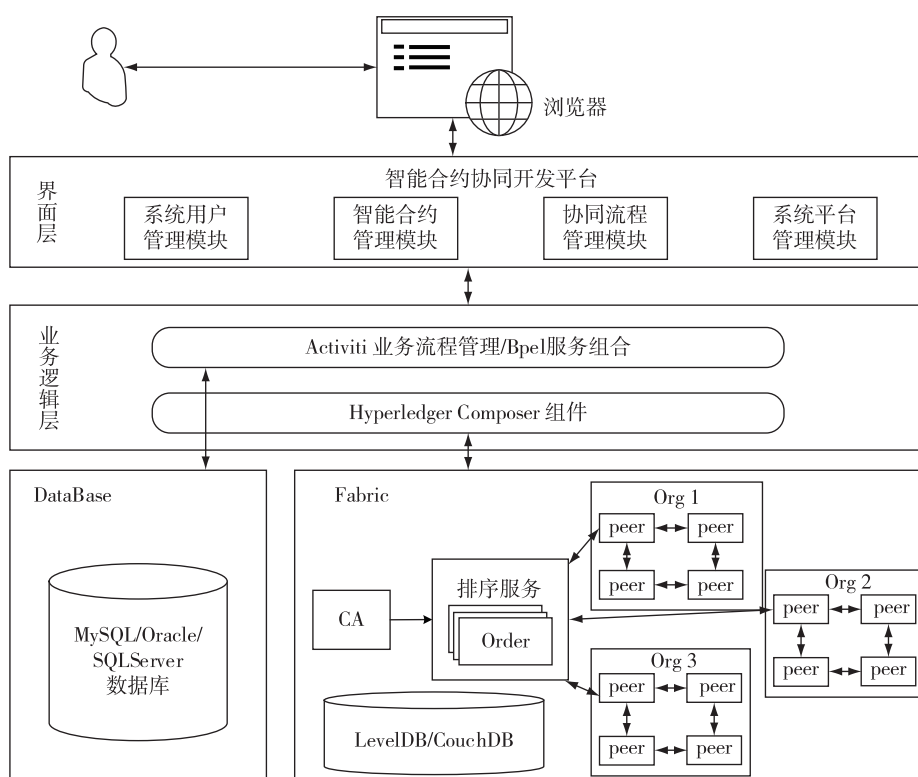 浏览器
智能合约协同开发平台
界面层
系统用户
管理模块
智能合约
管理模块
协同流程
管理模块
系统平台
管理模块
业务逻辑层
Activiti 业务流程管理/Bpel服务组合
Hyperledger Composer 组件
DataBase
MySQL/Oracle/
SQLServer
数据库
Fabric
CA
排序服务
Order
LevelDB/CouchDB
Org 1
peer
peer
peer
peer
Org 2
peer
peer
peer
peer
Org 3
peer
peer
peer
peer